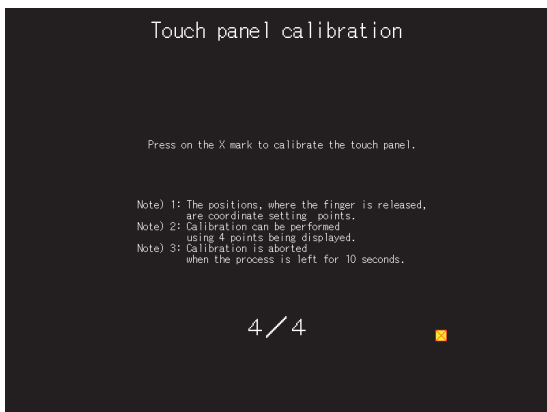 Touch panel calibration
Press on the X mark to calibrate the touch panel.
Note) 1: The positions, where the finger is released,
are coordinate setting points.
Note) 2: Calibration can be performed
using 4 points being displayed.
Note) 3: Calibration is aborted
when the process is left for 10 seconds.
4/4